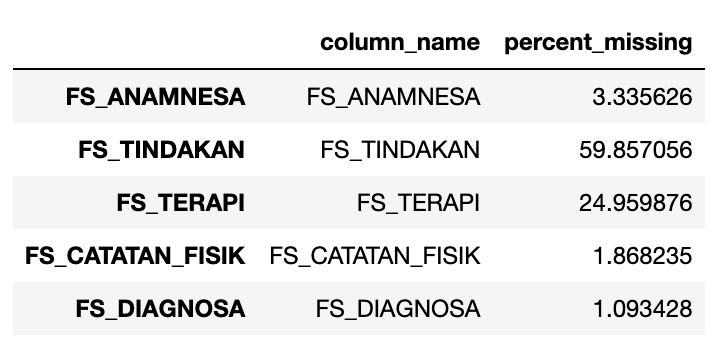 column_name percent_missing
FS_ANAMNESA FS_ANAMNESA 3.335626
FS_TINDAKAN FS_TINDAKAN 59.857056
FS_TERAPI FS_TERAPI 24.959876
FS_CATATAN_FISIK FS_CATATAN_FISIK 1.868235
FS_DIAGNOSA FS_DIAGNOSA 1.093428